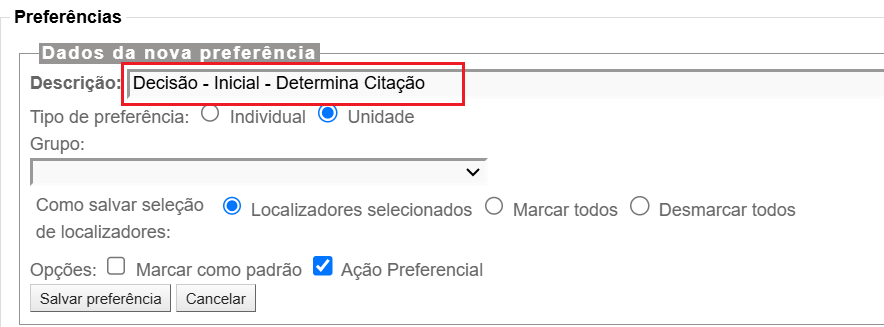 Preferências
Dados da nova preferência
Descrição: Decisão - Inicial - Determina Citação
Tipo de preferência: Individual Unidade
Grupo:
Como salvar seleção de localizadores: Localizadores selecionados Marcar todos Desmarcar todos
Opções: Marcar como padrão Ação Preferencial
Salvar preferência Cancelar